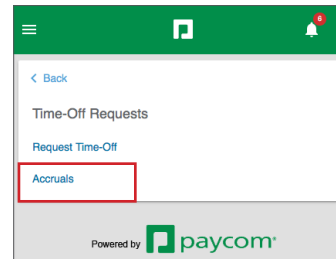 6
< Back
Time-Off Requests
Request Time-Off
Accruals
Powered by paycom